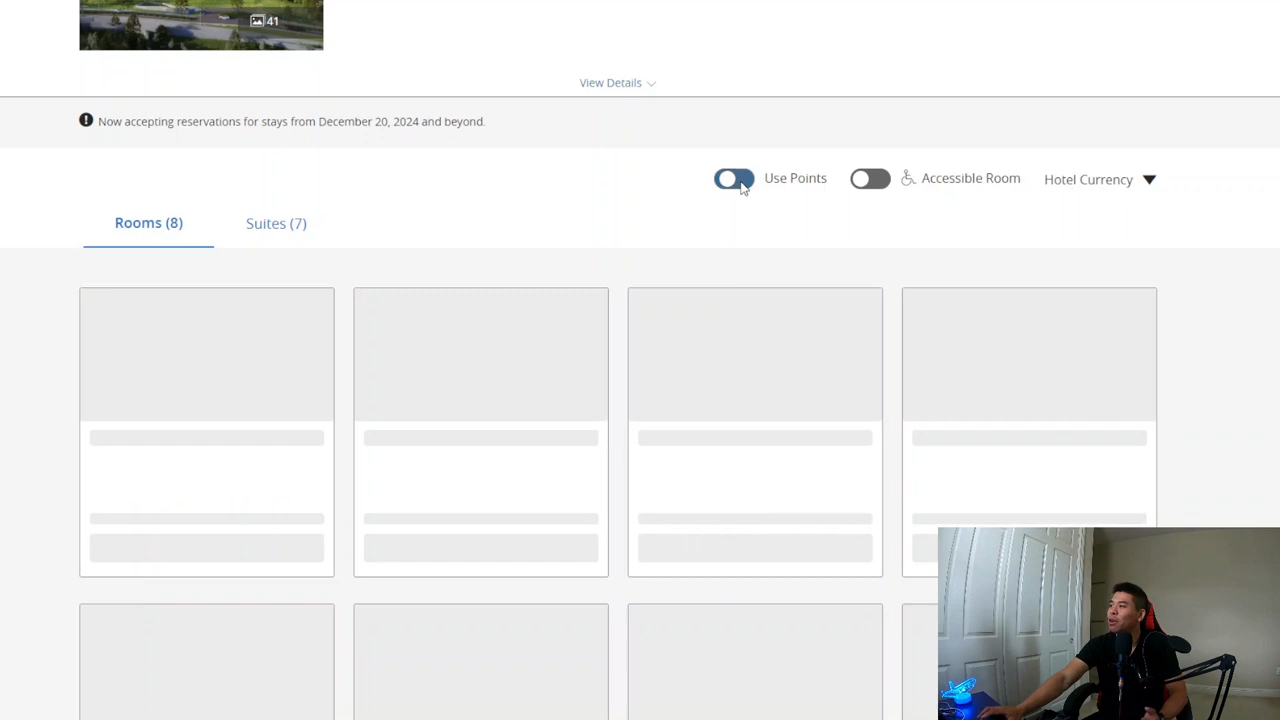 41
View Details
Now accepting reservations for stays from December 20, 2024 and beyond.
Use Points
Accessible Room
Hotel Currency
Rooms (8)
Suites (7)